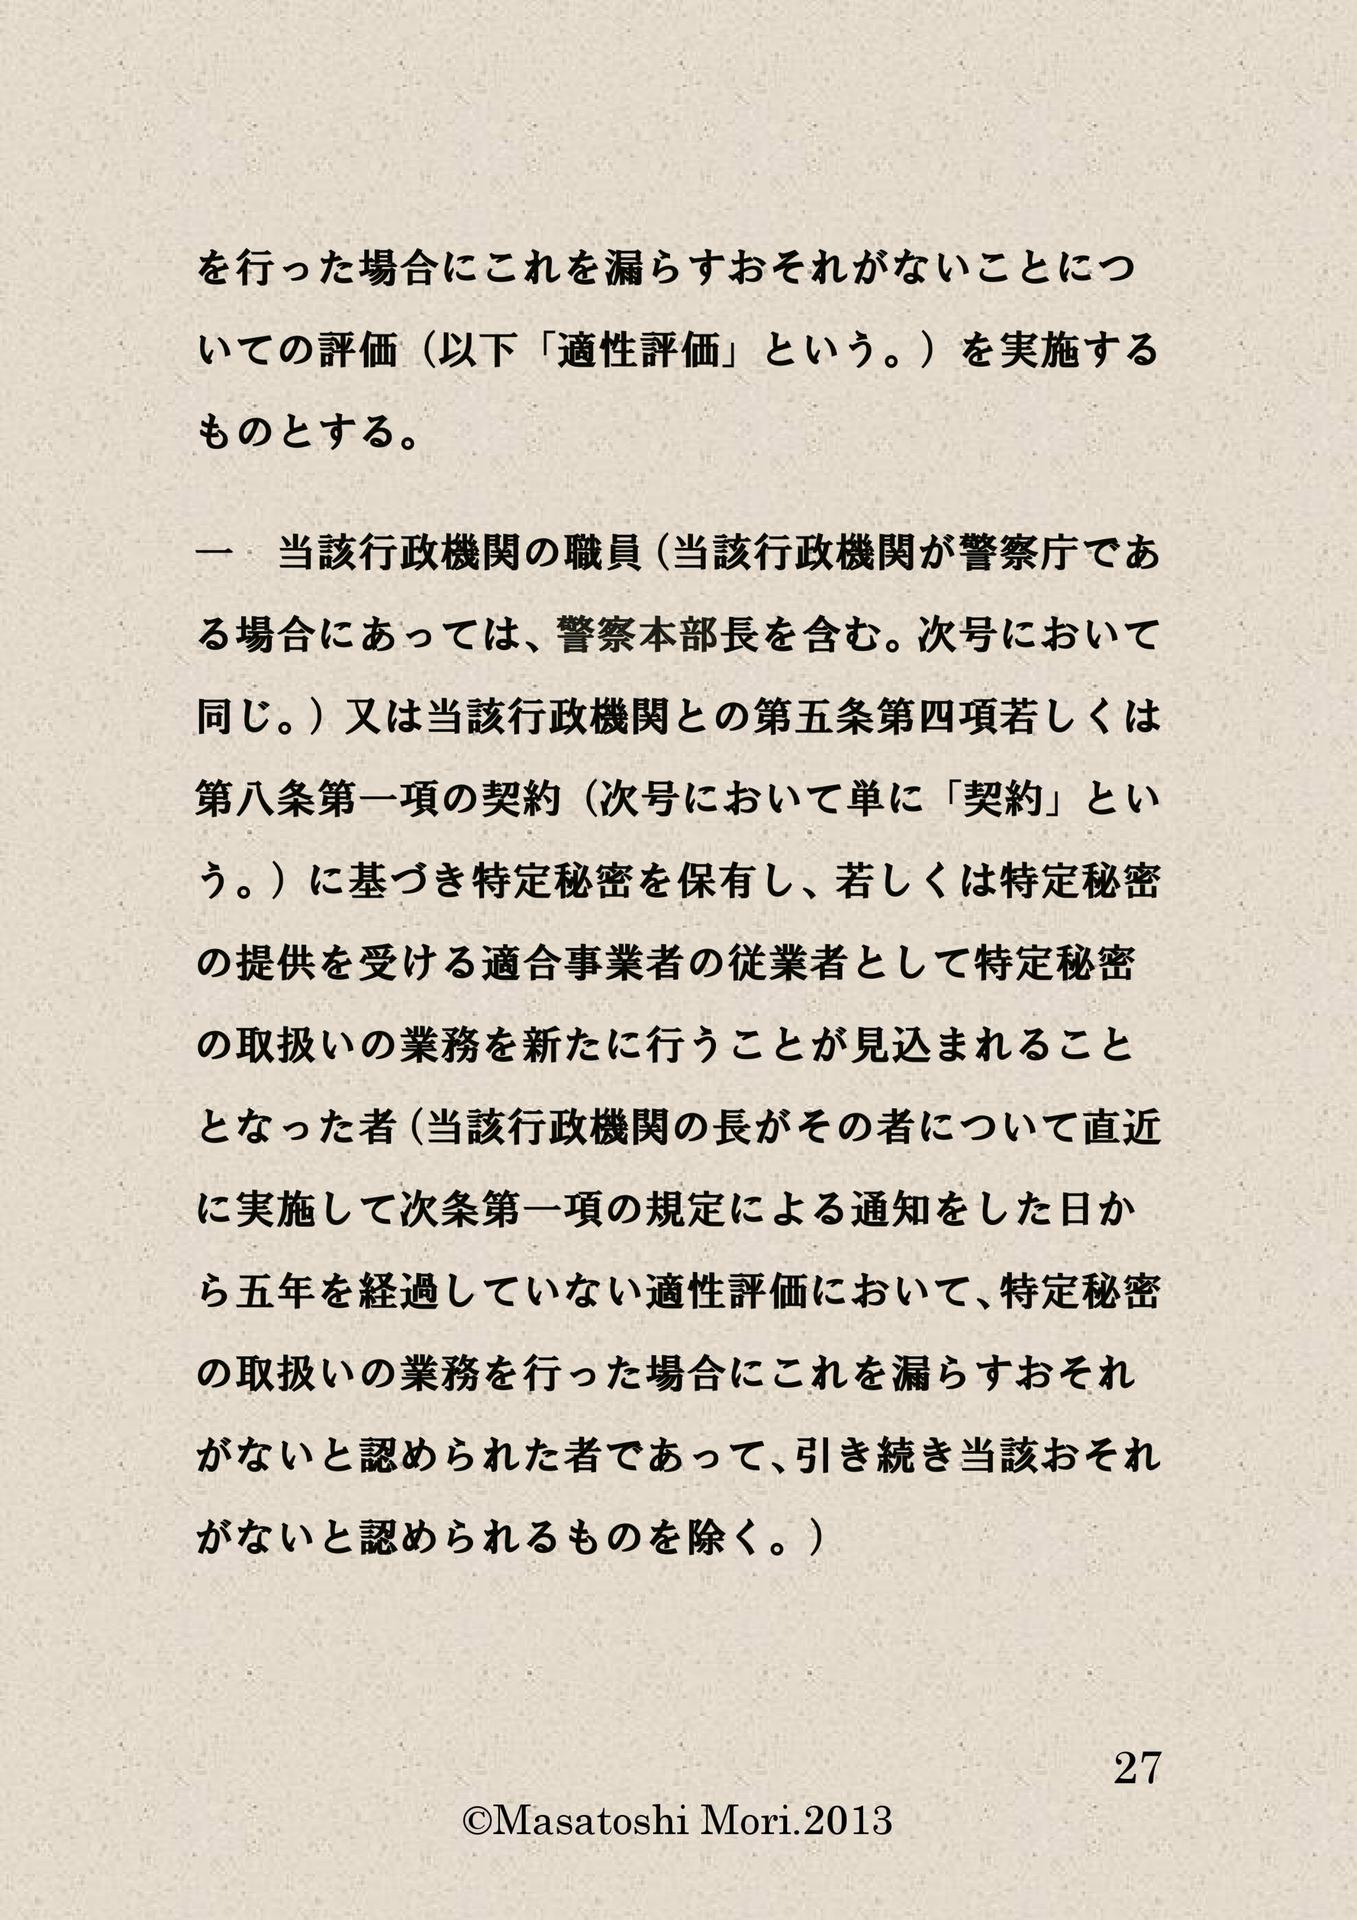 を行った場合にこれを漏らすおそれがないことにつ
いての評価（以下「適性評価」という。）を実施する
ものとする。
一　当該行政機関の職員（当該行政機関が警察庁であ
る場合にあっては、警察本部長を含む。次号において
同じ。）又は当該行政機関との第五条第四項若しくは
第八条第一項の契約（次号において単に「契約」とい
う。）に基づき特定秘密を保有し、若しくは特定秘密
の提供を受ける適合事業者の従業者として特定秘密
の取扱いの業務を新たに行うことが見込まれること
となった者（当該行政機関の長がその者について直近
に実施して次条第一項の規定による通知をした日か
ら五年を経過していない適性評価において、特定秘密
の取扱いの業務を行った場合にこれを漏らすおそれ
がないと認められた者であって、引き続き当該おそれ
がないと認められるものを除く。）
27
©Masatoshi Mori.2013